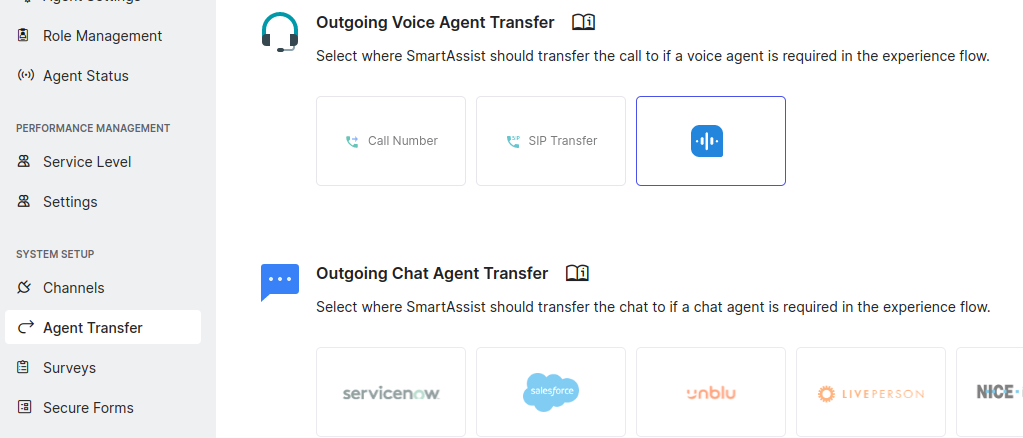 Agent Settings
Role Management
Agent Status
PERFORMANCE MANAGEMENT
Service Level
Settings
SYSTEM SETUP
Channels
Agent Transfer
Surveys
Secure Forms
Outgoing Voice Agent Transfer
Select where SmartAssist should transfer the call to if a voice agent is required in the experience flow.
Call Number
SIP Transfer
Outgoing Chat Agent Transfer
Select where SmartAssist should transfer the chat to if a chat agent is required in the experience flow.
servicenow
salesforce
unblu
LIVEPERSON
NICE